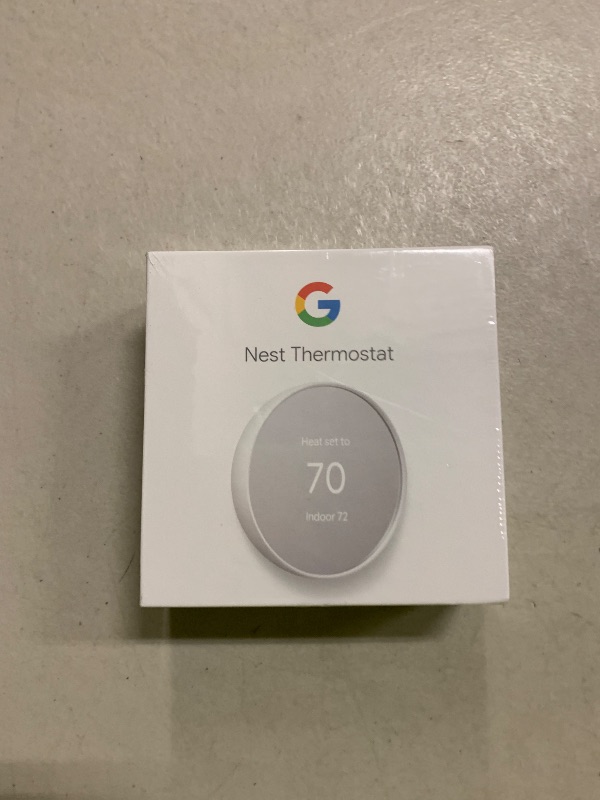 Nest Thermostat
Heat set to
70
Indoor 72